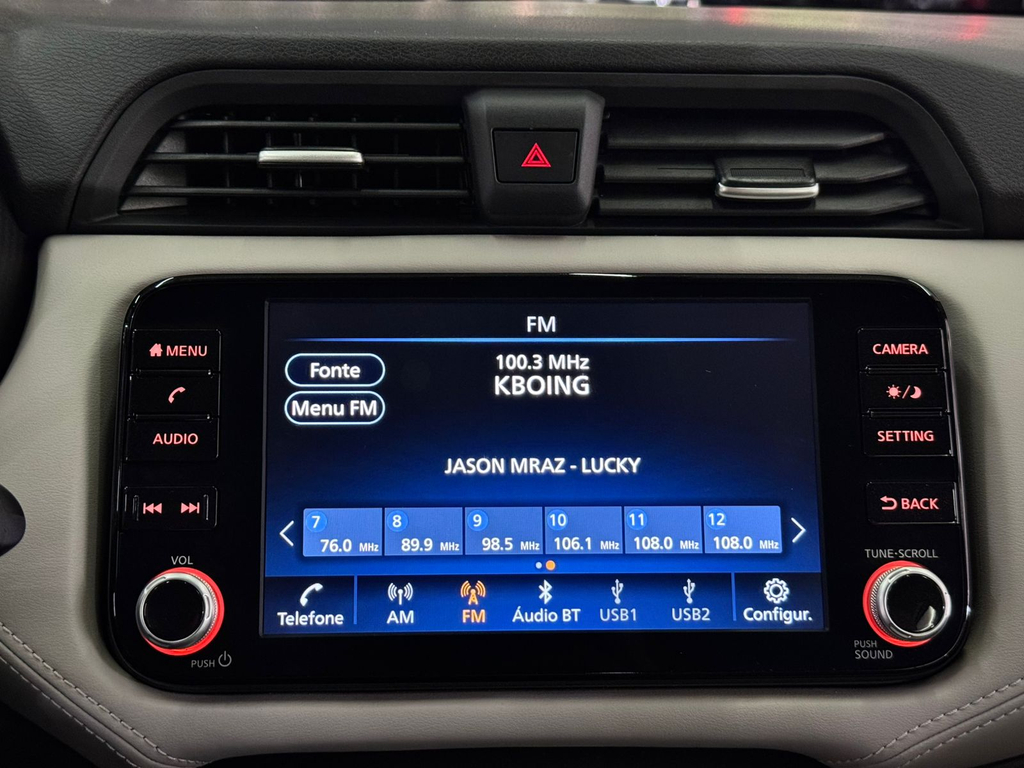 MENU
AUDIO
VOL
PUSH
FM
Fonte
Menu FM
100.3 MHz
KBOING
JASON MRAZ - LUCKY
7 8 9 10 11 12
76.0 MHz 89.9 MHz 98.5 MHz 106.1 MHz 108.0 MHz 108.0 MHz
Telefone AM FM Áudio BT USB1 USB2 Configur.
CAMERA
SETTING
BACK
TUNE·SCROLL
PUSH
SOUND